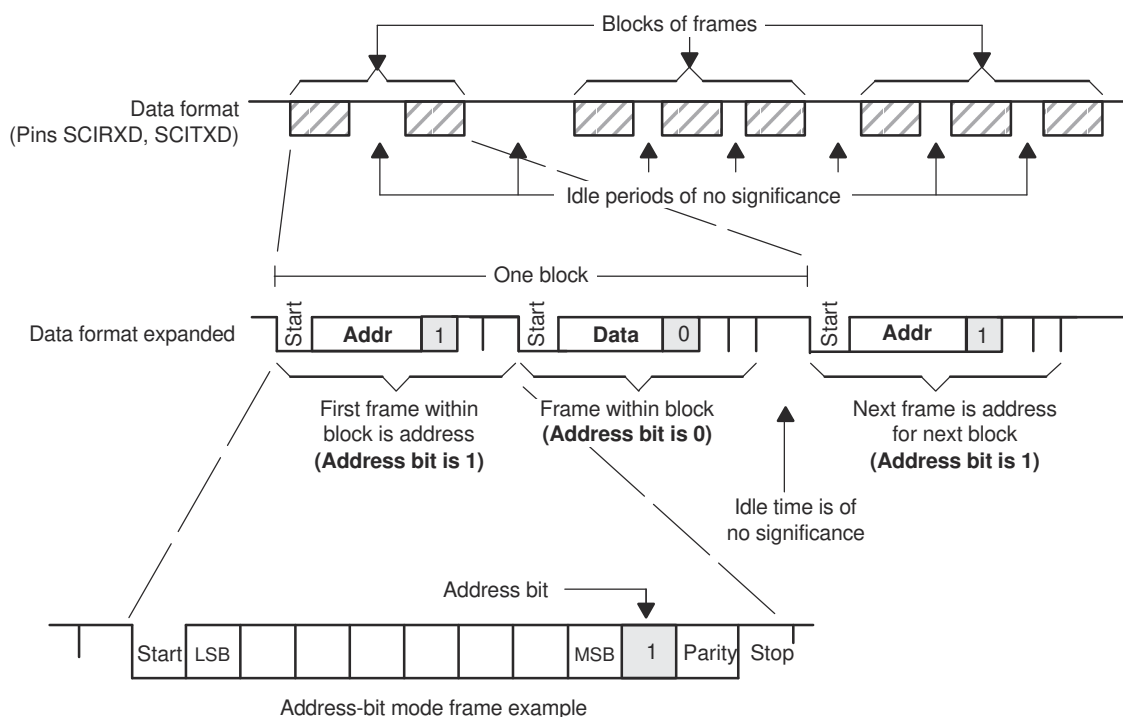 Blocks of frames
Data format
(Pins SCIRXD, SCITXD)
Idle periods of no significance
One block
Data format expanded
Start
Addr
1
Start
Data
0
Start
Addr
1
First frame within
block is address
(Address bit is 1)
Frame within block
(Address bit is 0)
Next frame is address
for next block
(Address bit is 1)
Idle time is of
no significance
Address bit
Start
LSB
MSB
1
Parity
Stop
Address-bit mode frame example